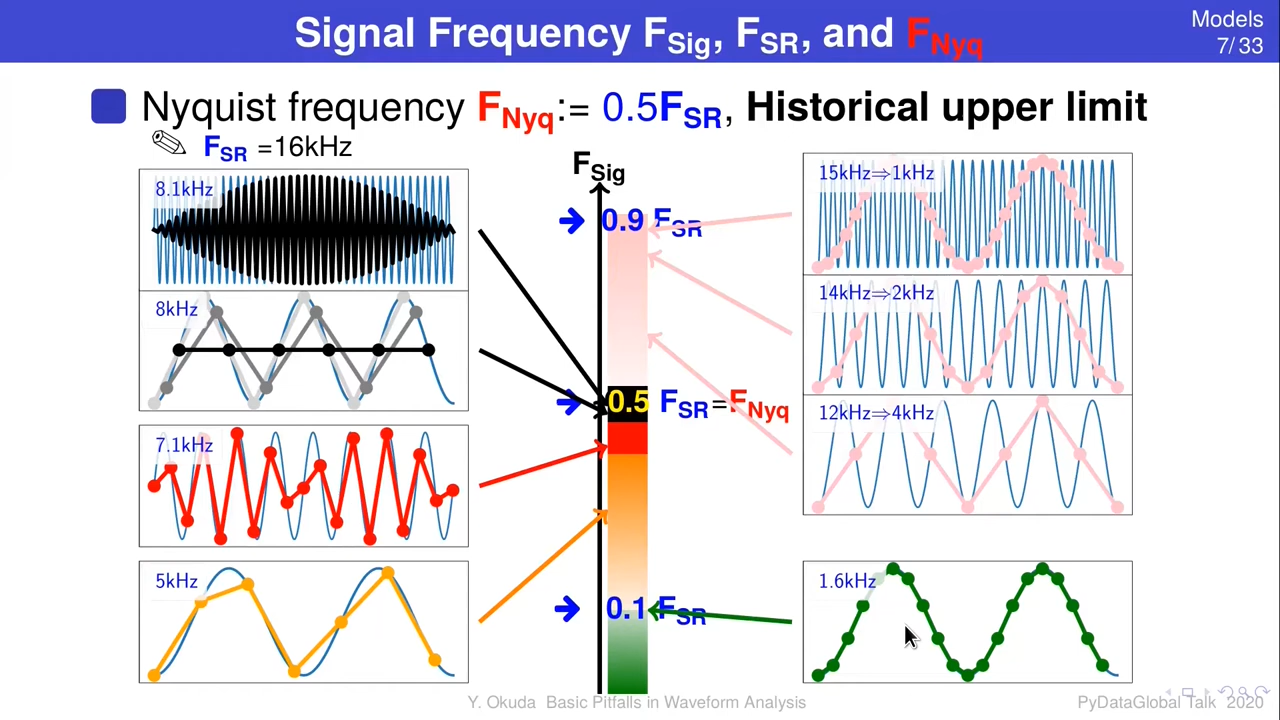 Signal Frequency FSig, FSR, and FNyq
Models
7/33
Nyquist frequency FNyq:= 0.5FSR, Historical upper limit
FSR =16kHz
FSig
8.1kHz
8kHz
7.1kHz
5kHz
0.9 FSR
0.5 FSR=FNyq
0.1 FSR
15kHz⇒1kHz
14kHz⇒2kHz
12kHz⇒4kHz
1.6kHz
Y. Okuda Basic Pitfalls in Waveform Analysis
PyDataGlobal Talk 2020